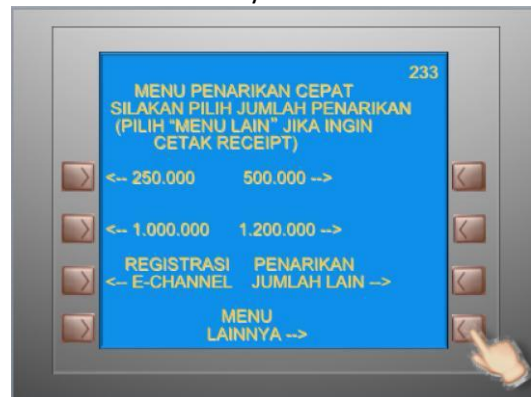 233
MENU PENARIKAN CEPAT
SILAKAN PILIH JUMLAH PENARIKAN
(PILIH "MENU LAIN" JIKA INGIN
CETAK RECEIPT)
<-- 250.000 500.000 -->
<-- 1.000.000 1.200.000 -->
REGISTRASI PENARIKAN
<-- E-CHANNEL JUMLAH LAIN -->
MENU
LAINNYA -->